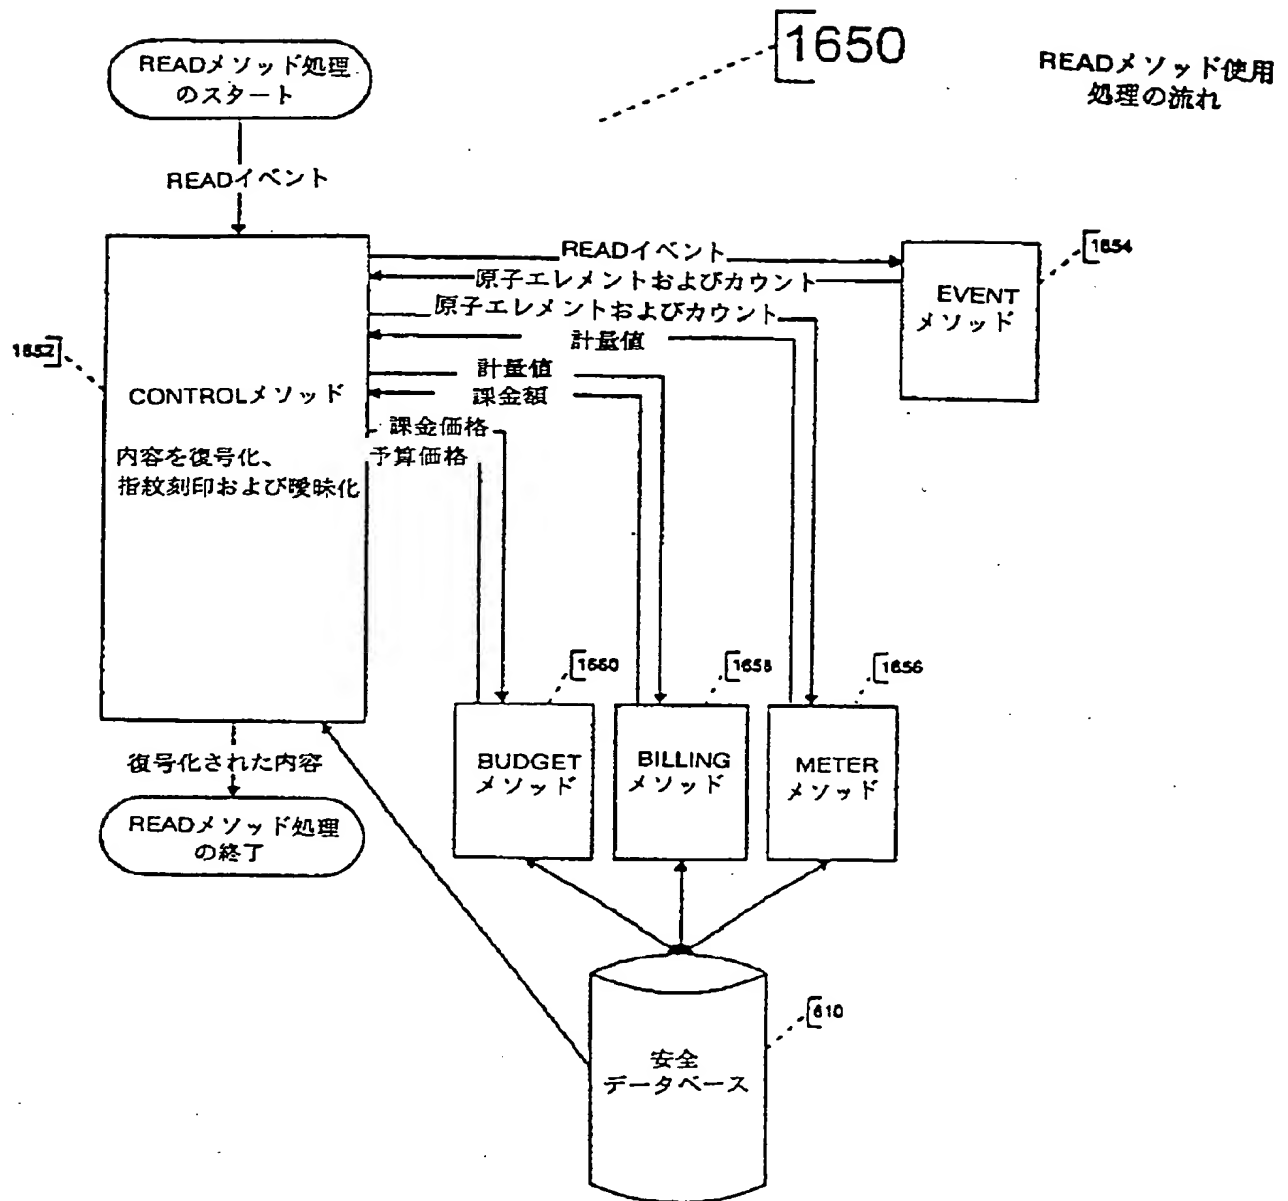 1650
READメソッド使用
処理の流れ
READメソッド処理
のスタート
READイベント
READイベント
原子エレメントおよびカウント
原子エレメントおよびカウント
計量値
計量値
課金額
課金価格
予算価格
1654
EVENT
メソッド
1652
CONTROLメソッド
内容を復号化、
指紋刻印および曖昧化
1660
1658
1656
BUDGET
メソッド
BILLING
メソッド
METER
メソッド
復号化された内容
READメソッド処理
の終了
610
安全
データベース